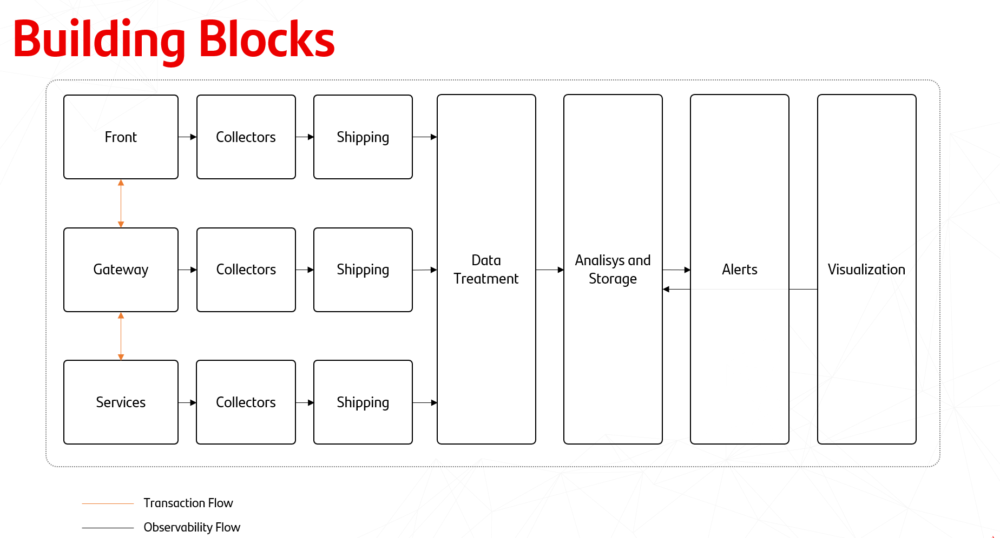 Building Blocks
Front
Collectors
Shipping
Gateway
Collectors
Shipping
Data
Treatment
Analisys and
Storage
Alerts
Visualization
Services
Collectors
Shipping
Transaction Flow
Observability Flow